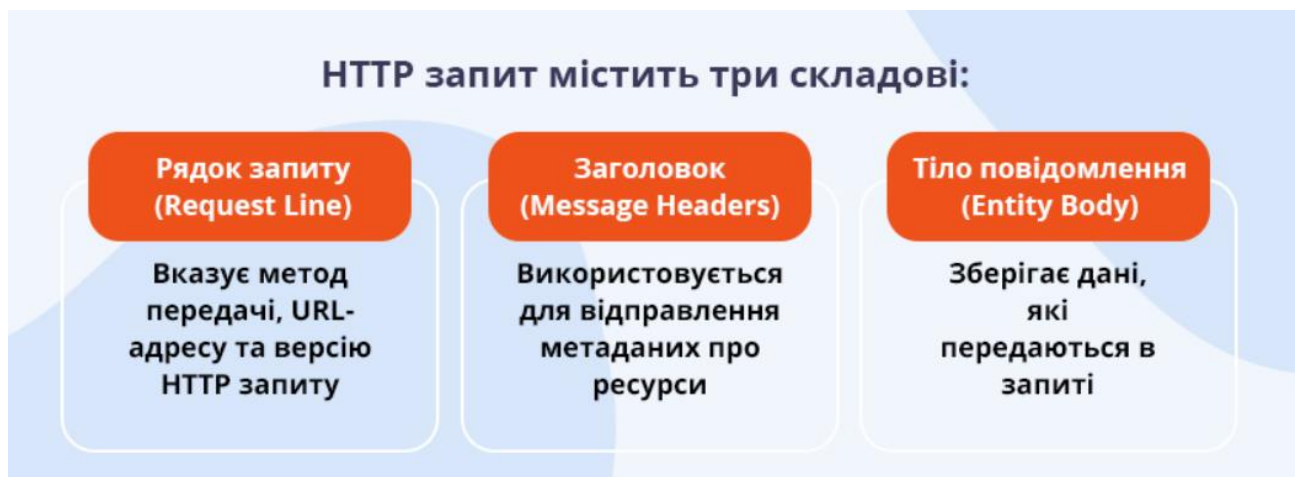 HTTP запит містить три складові:
Рядок запиту
(Request Line)
Вказує метод
передачі, URL-
адресу та версію
HTTP запиту
Заголовок
(Message Headers)
Використовується
для відправлення
метаданих про
ресурси
Тіло повідомлення
(Entity Body)
Зберігає дані,
які
передаються в
запиті